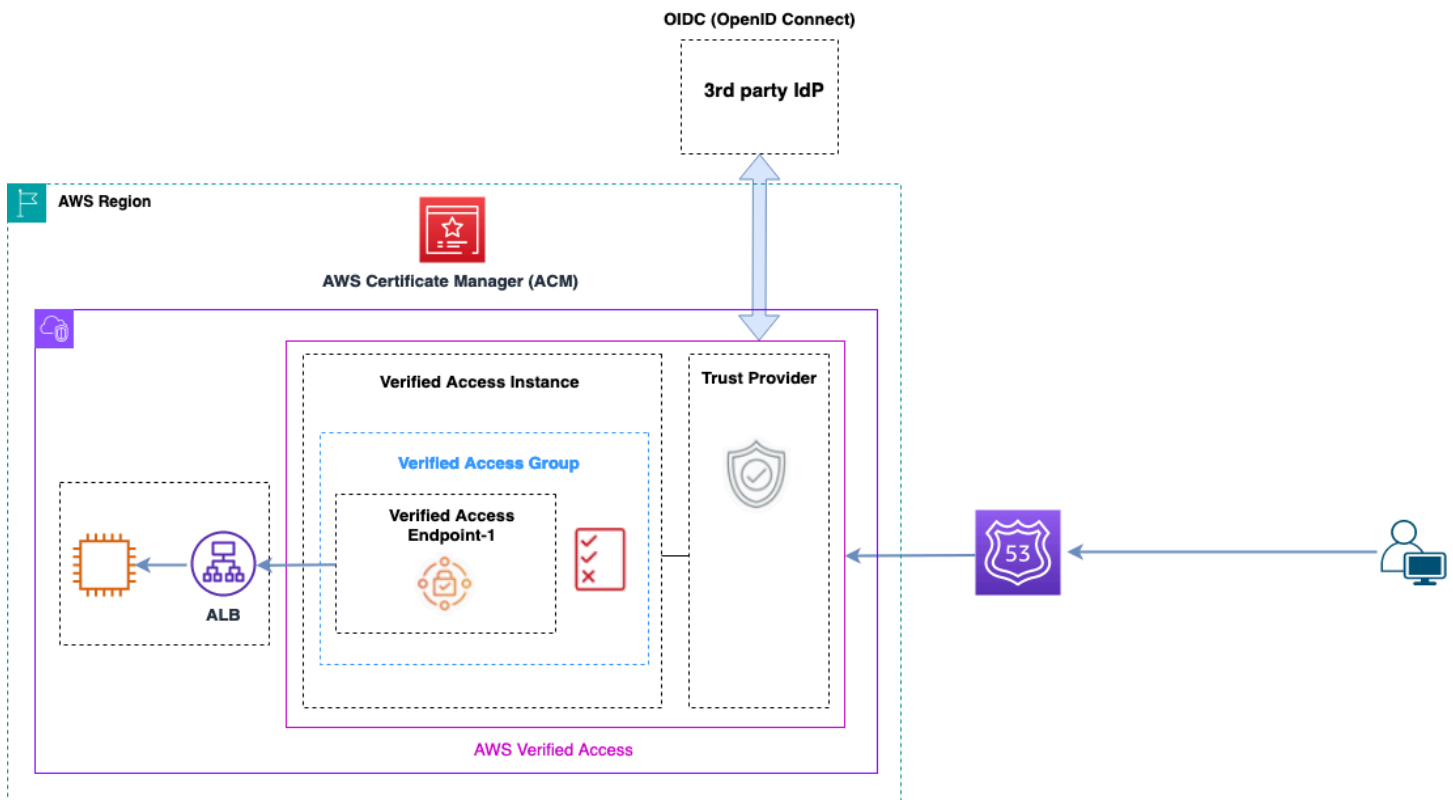 OIDC (OpenID Connect)
3rd party IdP
AWS Region
AWS Certificate Manager (ACM)
Verified Access Instance
Trust Provider
Verified Access Group
Verified Access
Endpoint-1
53
ALB
AWS Verified Access